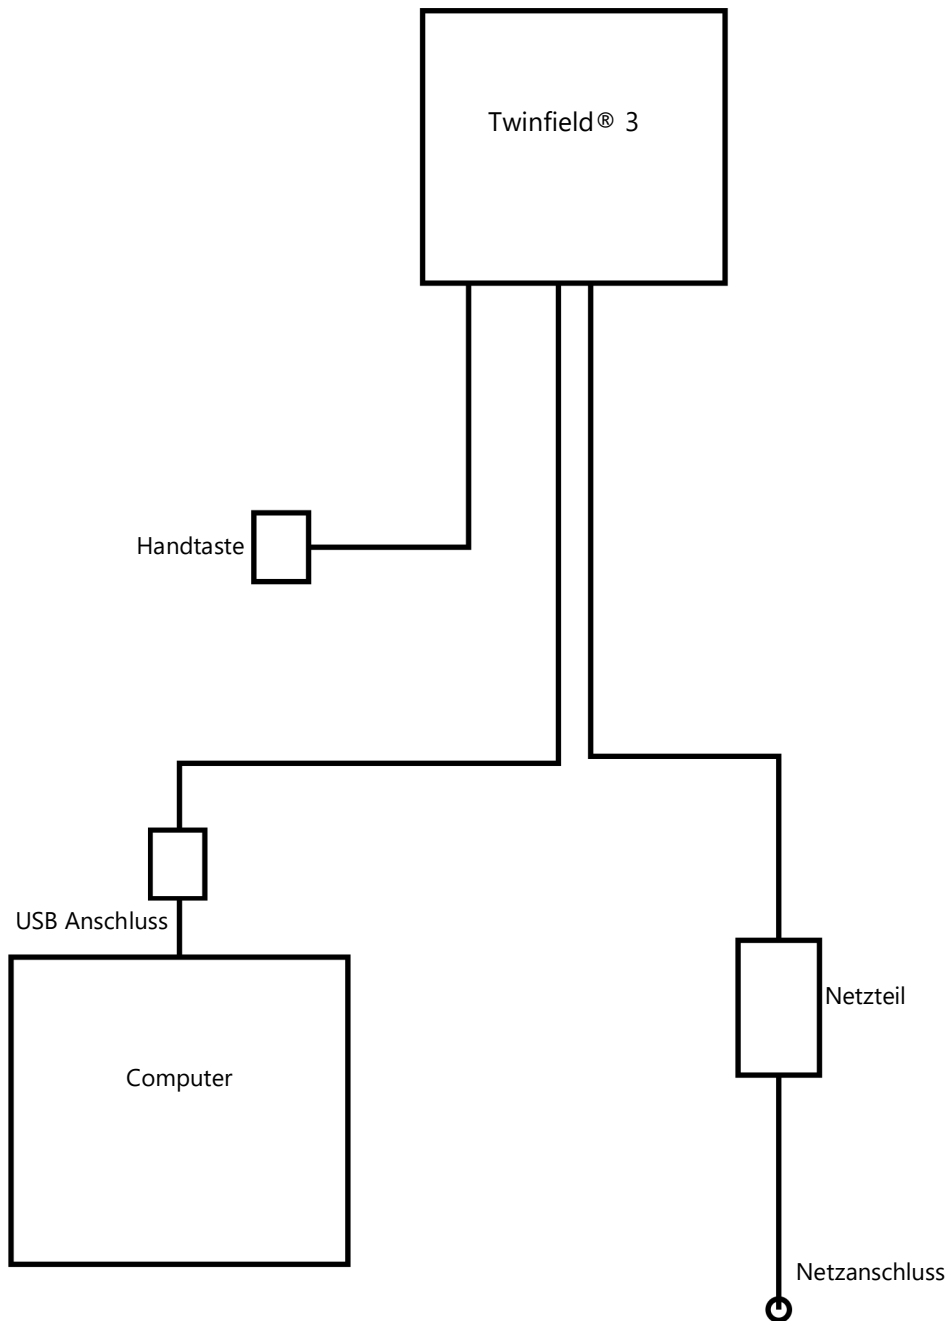 Twinfield® 3
Handtaste
USB Anschluss
Netzteil
Computer
Netzanschluss